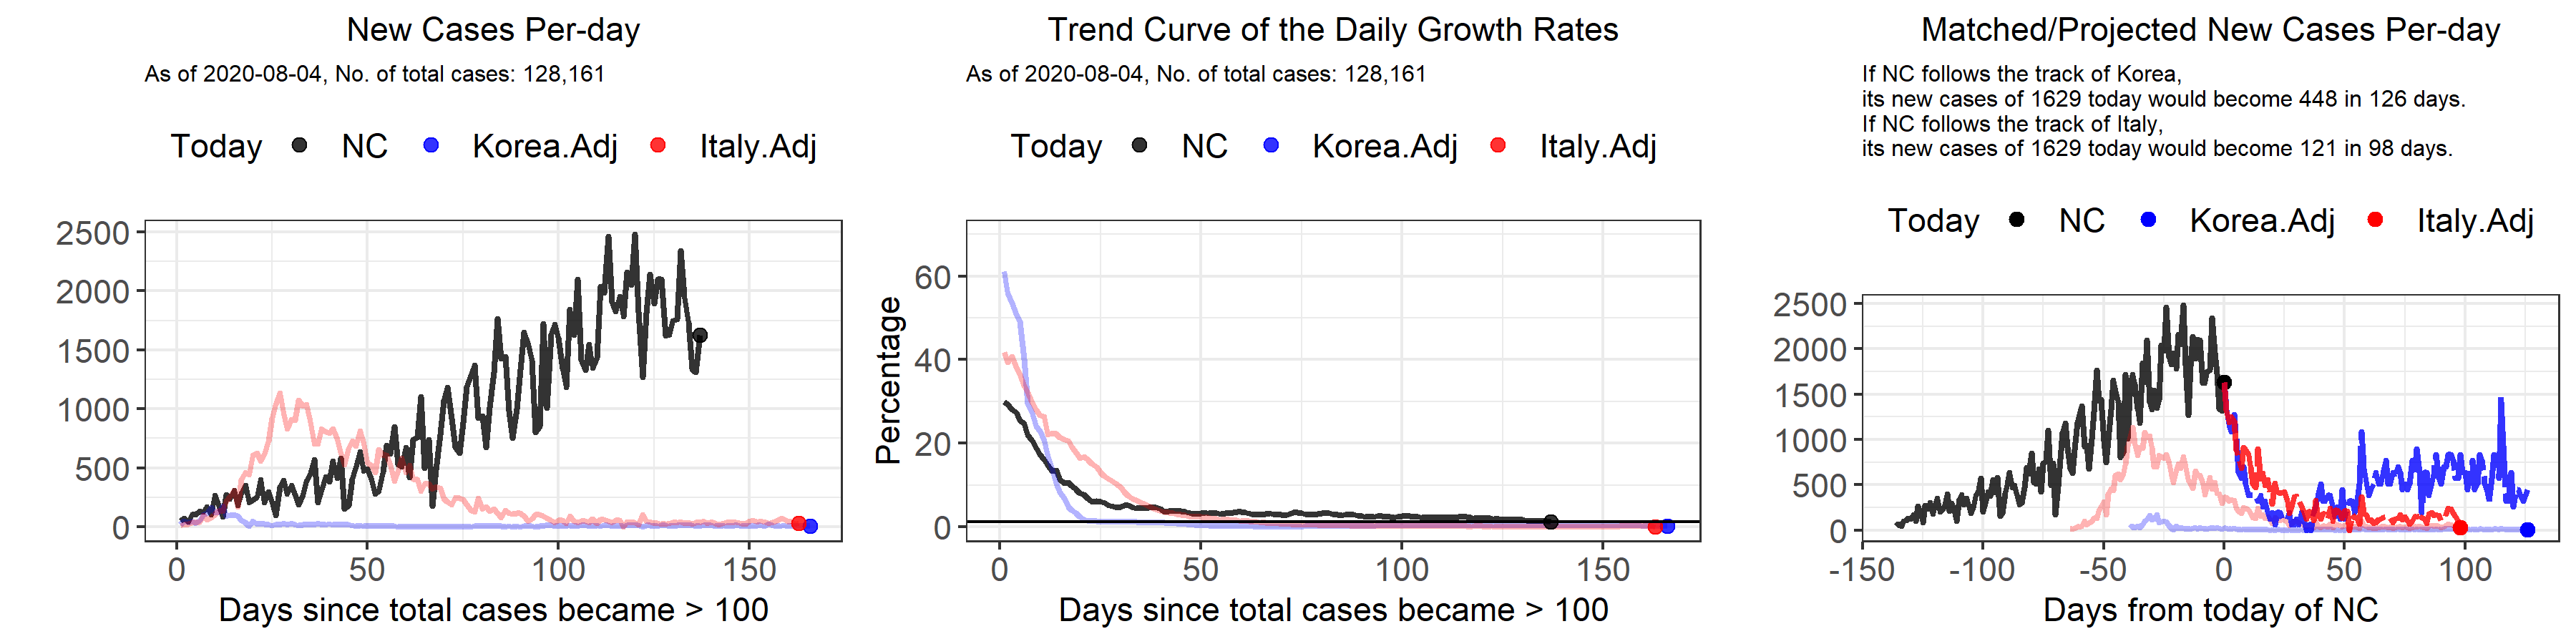 New Cases Per-day
As of 2020-08-04, No. of total cases: 128,161
Today NC Korea.Adj Italy.Adj
2500
2000
1500
1000
500
0
0 50 100 150
Days since total cases became > 100
Trend Curve of the Daily Growth Rates
As of 2020-08-04, No. of total cases: 128,161
Today NC Korea.Adj Italy.Adj
Percentage
60
40
20
0
0 50 100 150
Days since total cases became > 100
Matched/Projected New Cases Per-day
If NC follows the track of Korea,
its new cases of 1629 today would become 448 in 126 days.
If NC follows the track of Italy,
its new cases of 1629 today would become 121 in 98 days.
Today NC Korea.Adj Italy.Adj
2500
2000
1500
1000
500
0
-150 -100 -50 0 50 100
Days from today of NC